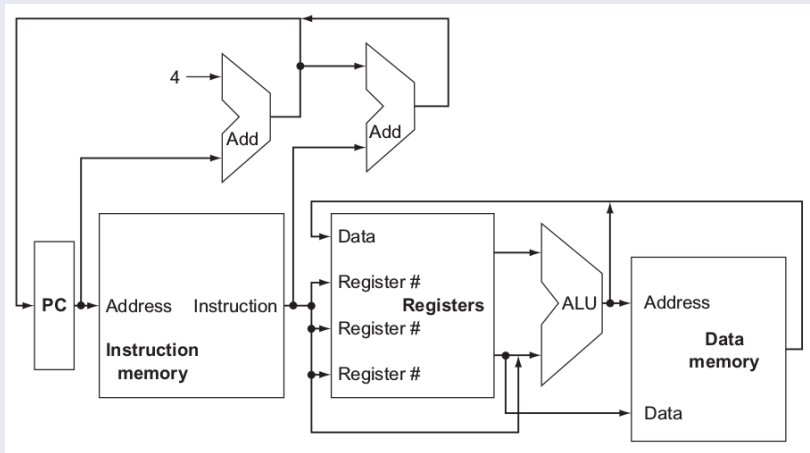 4
Add
Add
Data
Register #
PC
Address Instruction
Registers
ALU
Address
Register #
Instruction
memory
Data
memory
Register #
Data